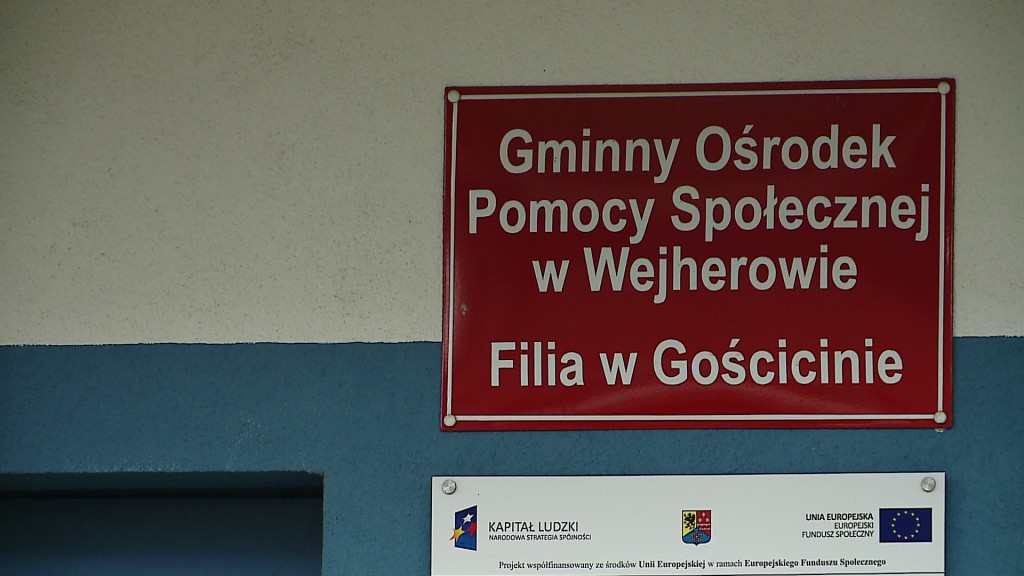 Gminny Ośrodek
Pomocy Społecznej
w Wejherowie
Filia w Gościcinie
KAPITAŁ LUDZKI
NARODOWA STRATEGIA SPÓJNOŚCI
UNIA EUROPEJSKA
EUROPEJSKI
FUNDUSZ SPOŁECZNY
Projekt współfinansowany ze środków Unii Europejskiej w ramach Europejskiego Funduszu Społecznego